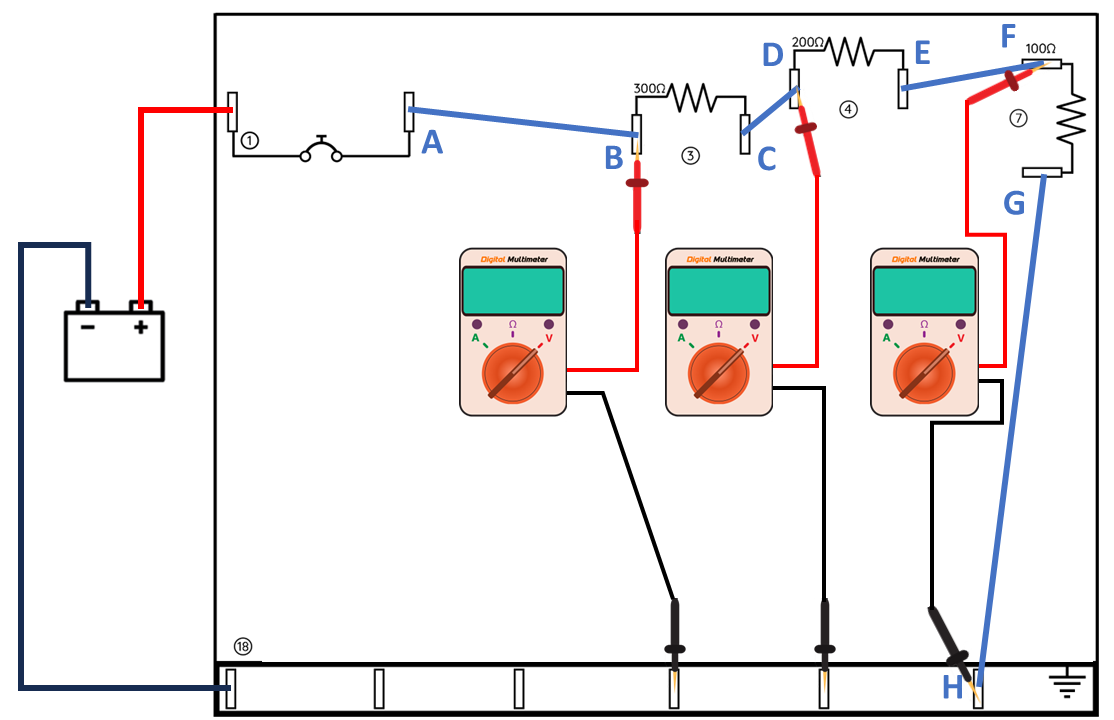 F
D
200Ω
E
100Ω
300Ω
④
⑦
①
A
B
③
C
G
Digital Multimeter
Digital Multimeter
Digital Multimeter
Ω
A
V
Ω
A
V
Ω
A
V
− +
⑱
H